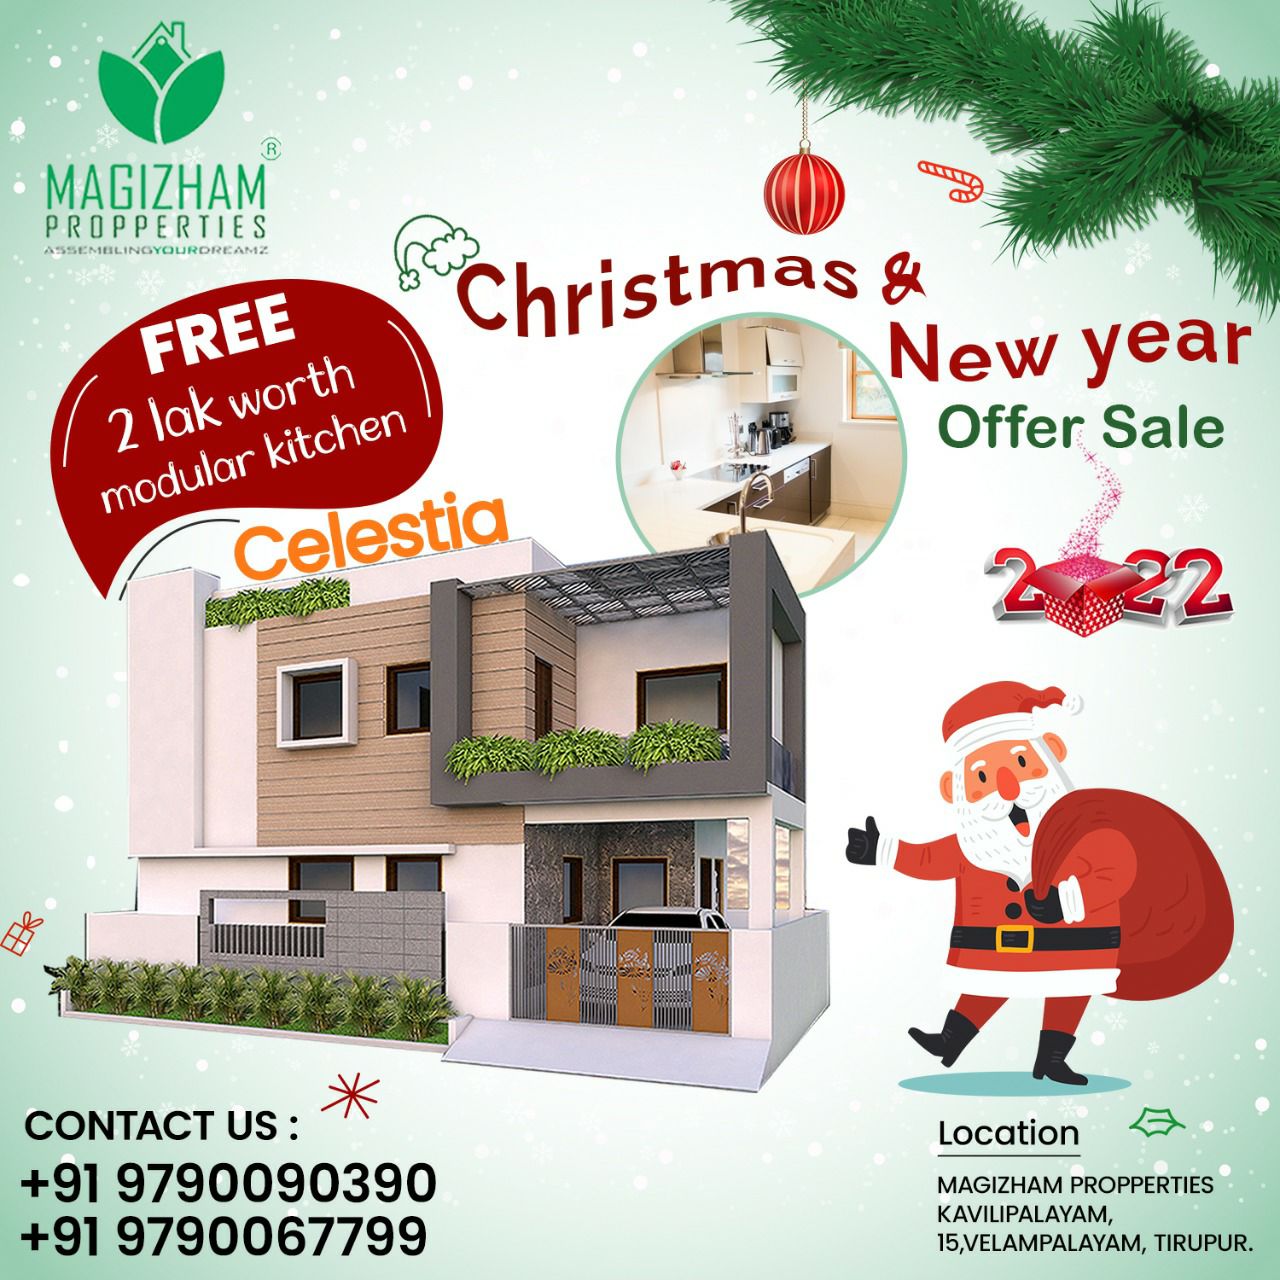 MAGIZHAM ®
PROPPERTIES
ASSEMBLINGYOURDREAMZ
Christmas &
New year
Offer Sale
FREE
2 lak worth
modular kitchen
Celestia
2022
CONTACT US :
+91 9790090390
+91 9790067799
Location
MAGIZHAM PROPPERTIES
KAVILIPALAYAM,
15,VELAMPALAYAM, TIRUPUR.